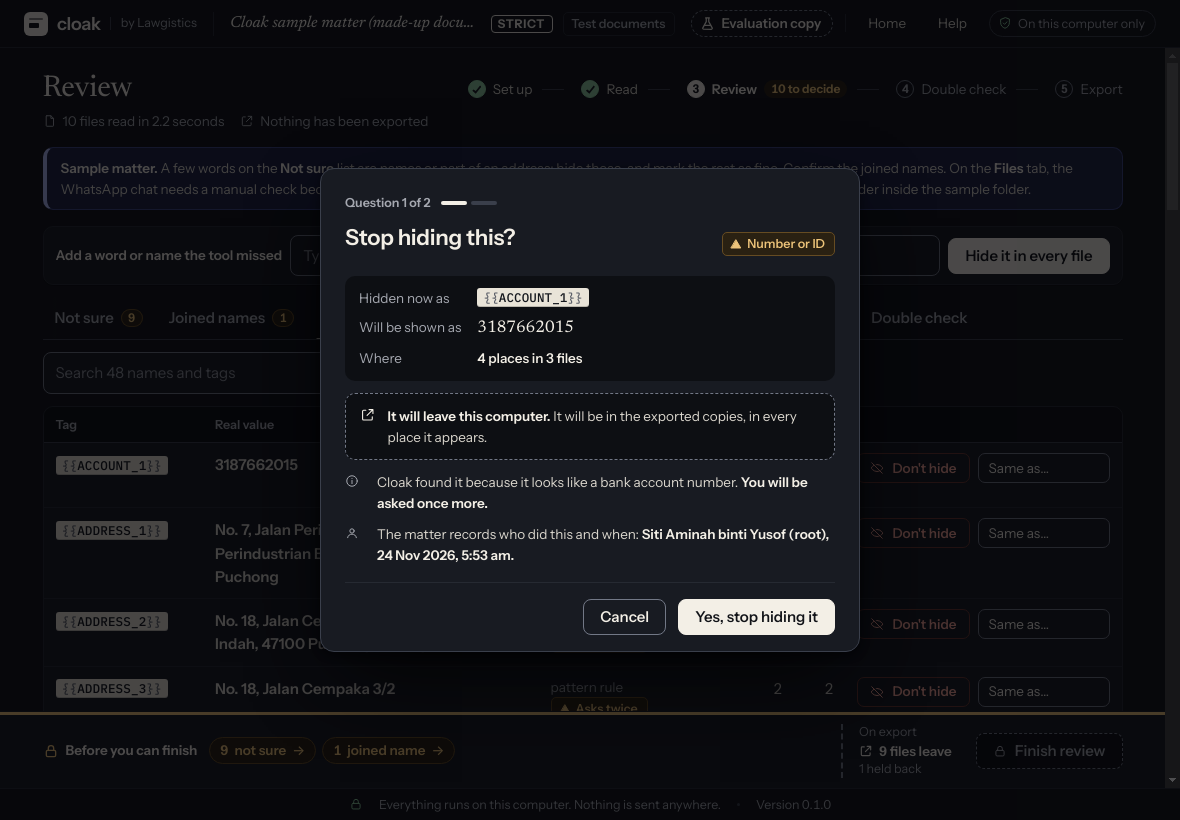 cloak by Lawgistics Cloak sample matter (made-up docu... STRICT Test documents Evaluation copy Home Help On this computer only
Review
Set up Read 3 Review 10 to decide 4 Double check 5 Export
10 files read in 2.2 seconds Nothing has been exported
Sample matter. A few words on the Not sure list are names or part of an address: hide those, and mark the rest as fine. Confirm the joined names. On the Files tab, the
WhatsApp chat needs a manual check bec der inside the sample folder.
Add a word or name the tool missed Ty Hide it in every file
Not sure 9 Joined names 1 Double check
Search 48 names and tags
Tag Real value
{{ACCOUNT_1}} 3187662015 Don't hide Same as...
{{ADDRESS_1}} No. 7, Jalan Peri Don't hide Same as...
Perindustrian
Puchong
{{ADDRESS_2}} No. 18, Jalan Ce Don't hide Same as...
Indah, 47100 Pu
{{ADDRESS_3}} No. 18, Jalan Cempaka 3/2 pattern rule 2 2 Don't hide Same as...
Asks twice
Question 1 of 2
Stop hiding this?
Number or ID
Hidden now as {{ACCOUNT_1}}
Will be shown as 3187662015
Where 4 places in 3 files
It will leave this computer. It will be in the exported copies, in every
place it appears.
Cloak found it because it looks like a bank account number. You will be
asked once more.
The matter records who did this and when: Siti Aminah binti Yusof (root),
24 Nov 2026, 5:53 am.
Cancel Yes, stop hiding it
Before you can finish 9 not sure → 1 joined name →
On export
9 files leave
1 held back
Finish review
Everything runs on this computer. Nothing is sent anywhere. · Version 0.1.0